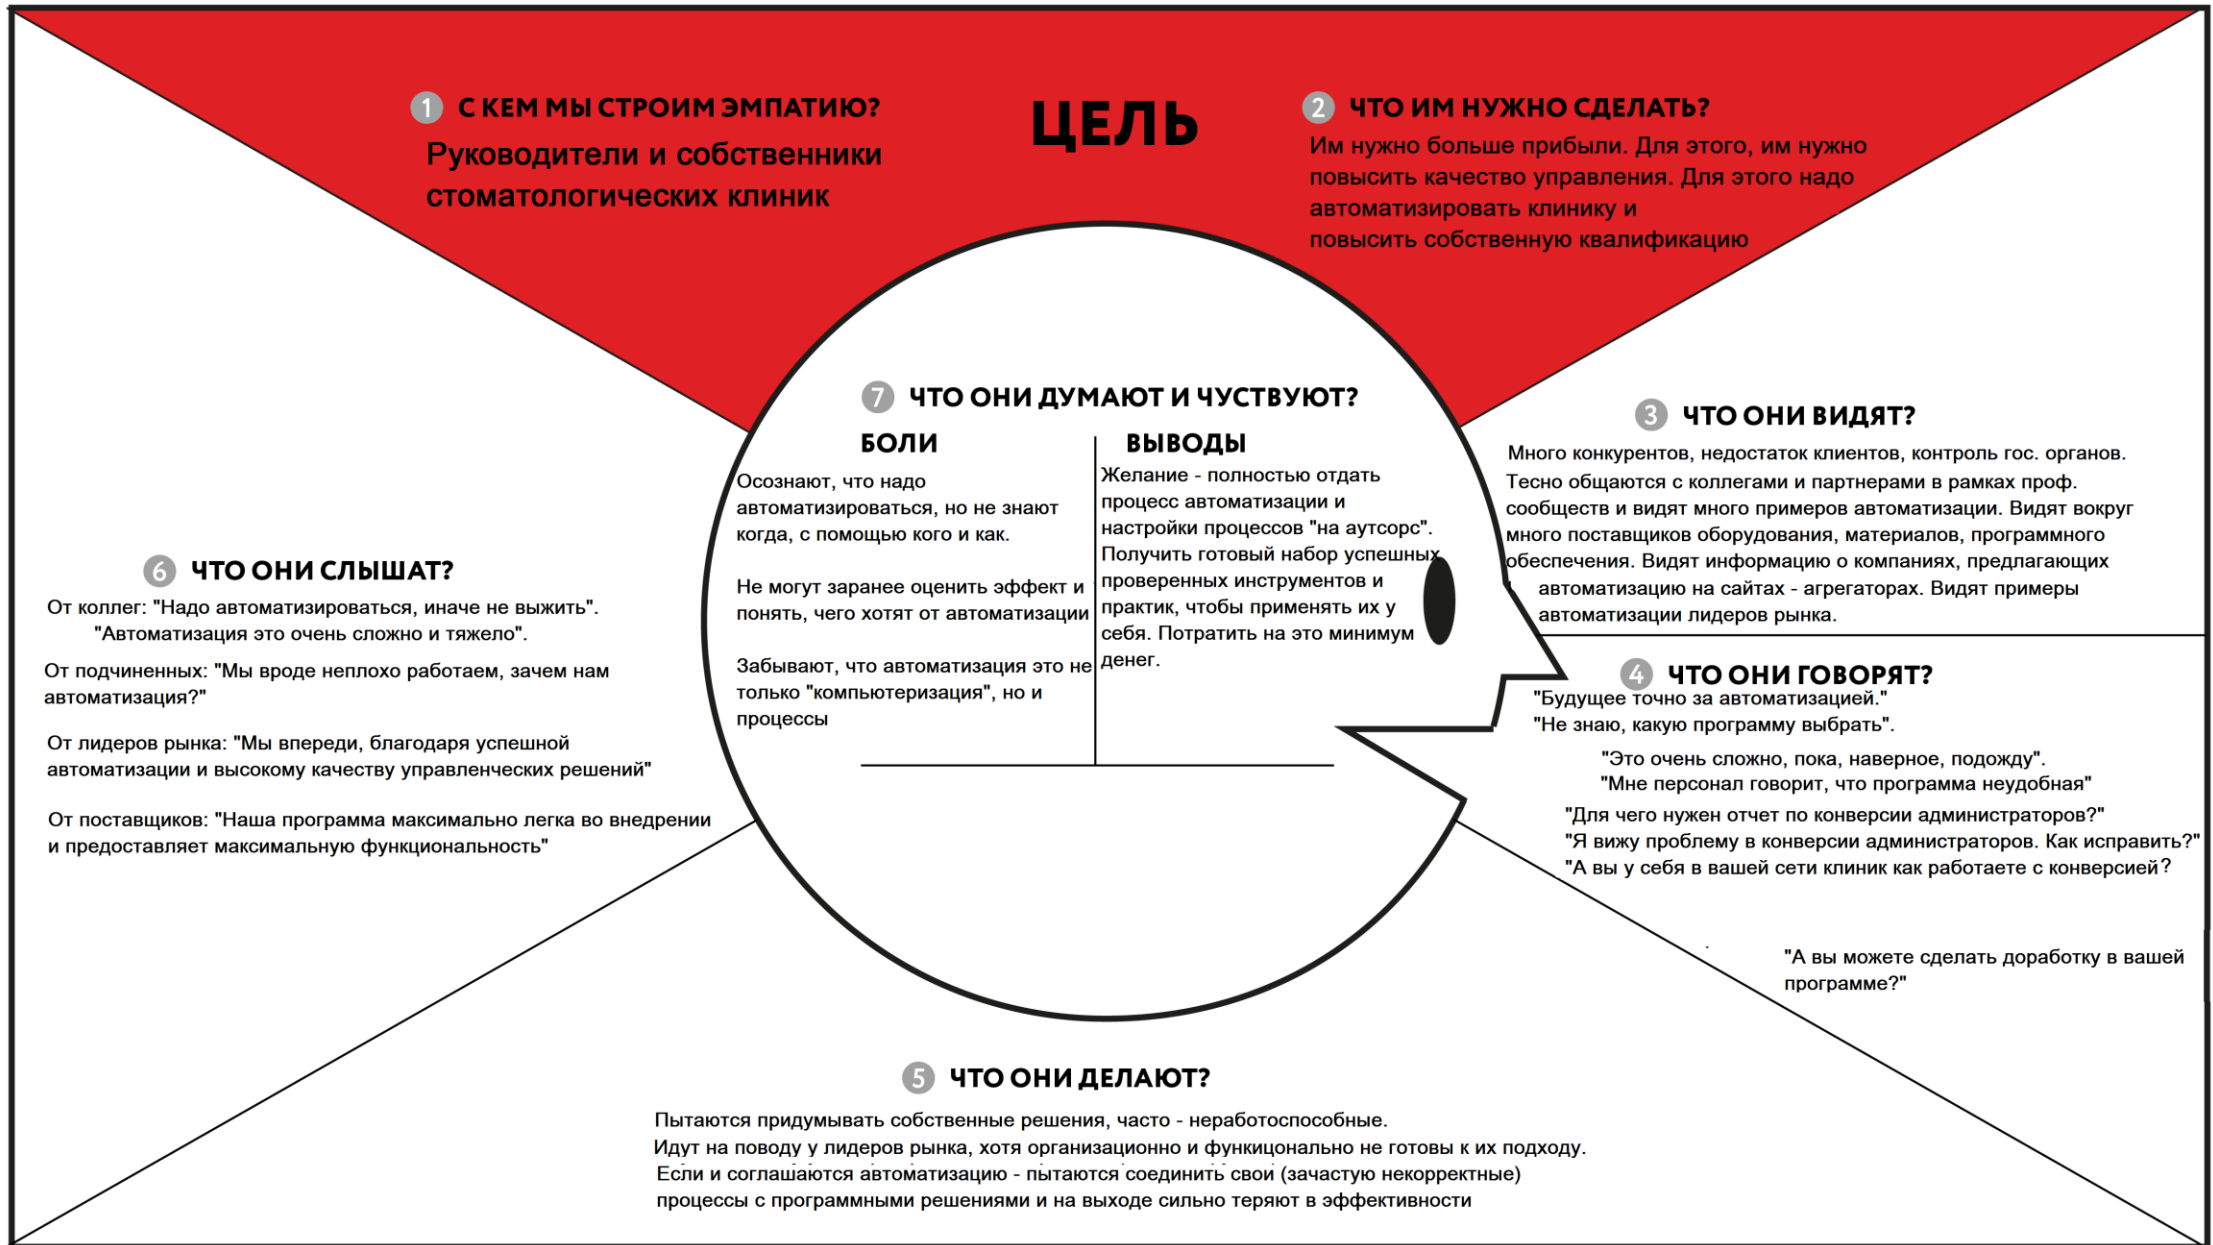 1 С КЕМ МЫ СТРОИМ ЭМПАТИЮ?
Руководители и собственники
стоматологических клиник
ЦЕЛЬ
2 ЧТО ИМ НУЖНО СДЕЛАТЬ?
Им нужно больше прибыли. Для этого, им нужно
повысить качество управления. Для этого надо
автоматизировать клинику и
повысить собственную квалификацию
3 ЧТО ОНИ ВИДЯТ?
Много конкурентов, недостаток клиентов, контроль гос. органов.
Тесно общаются с коллегами и партнерами в рамках проф.
сообществ и видят много примеров автоматизации. Видят вокруг
много поставщиков оборудования, материалов, программного
обеспечения. Видят информацию о компаниях, предлагающих
автоматизацию на сайтах - агрегаторах. Видят примеры
автоматизации лидеров рынка.
4 ЧТО ОНИ ГОВОРЯТ?
"Будущее точно за автоматизацией."
"Не знаю, какую программу выбрать".
"Это очень сложно, пока, наверное, подожду".
"Мне персонал говорит, что программа неудобная"
"Для чего нужен отчет по конверсии администраторов?"
"Я вижу проблему в конверсии администраторов. Как исправить?"
"А вы у себя в вашей сети клиник как работаете с конверсией?
"А вы можете сделать доработку в вашей
программе?"
5 ЧТО ОНИ ДЕЛАЮТ?
Пытаются придумывать собственные решения, часто - неработоспособные.
Идут на поводу у лидеров рынка, хотя организационно и функицонально не готовы к их подходу.
Если и соглашаются автоматизацию - пытаются соединить свои (зачастую некорректные)
процессы с программными решениями и на выходе сильно теряют в эффективности
6 ЧТО ОНИ СЛЫШАТ?
От коллег: "Надо автоматизироваться, иначе не выжить".
"Автоматизация это очень сложно и тяжело".
От подчиненных: "Мы вроде неплохо работаем, зачем нам
автоматизация?"
От лидеров рынка: "Мы впереди, благодаря успешной
автоматизации и высокому качеству управленческих решений"
От поставщиков: "Наша программа максимально легка во внедрении
и предоставляет максимальную функциональность"
7 ЧТО ОНИ ДУМАЮТ И ЧУСТВУЮТ?
БОЛИ
Осознают, что надо
автоматизироваться, но не знают
когда, с помощью кого и как.
Не могут заранее оценить эффект и
понять, чего хотят от автоматизации
Забывают, что автоматизация это не
только "компьютеризация", но и
процессы
ВЫВОДЫ
Желание - полностью отдать
процесс автоматизации и
настройки процессов "на аутсорс".
Получить готовый набор успешных
проверенных инструментов и
практик, чтобы применять их у
себя. Потратить на это минимум
денег.